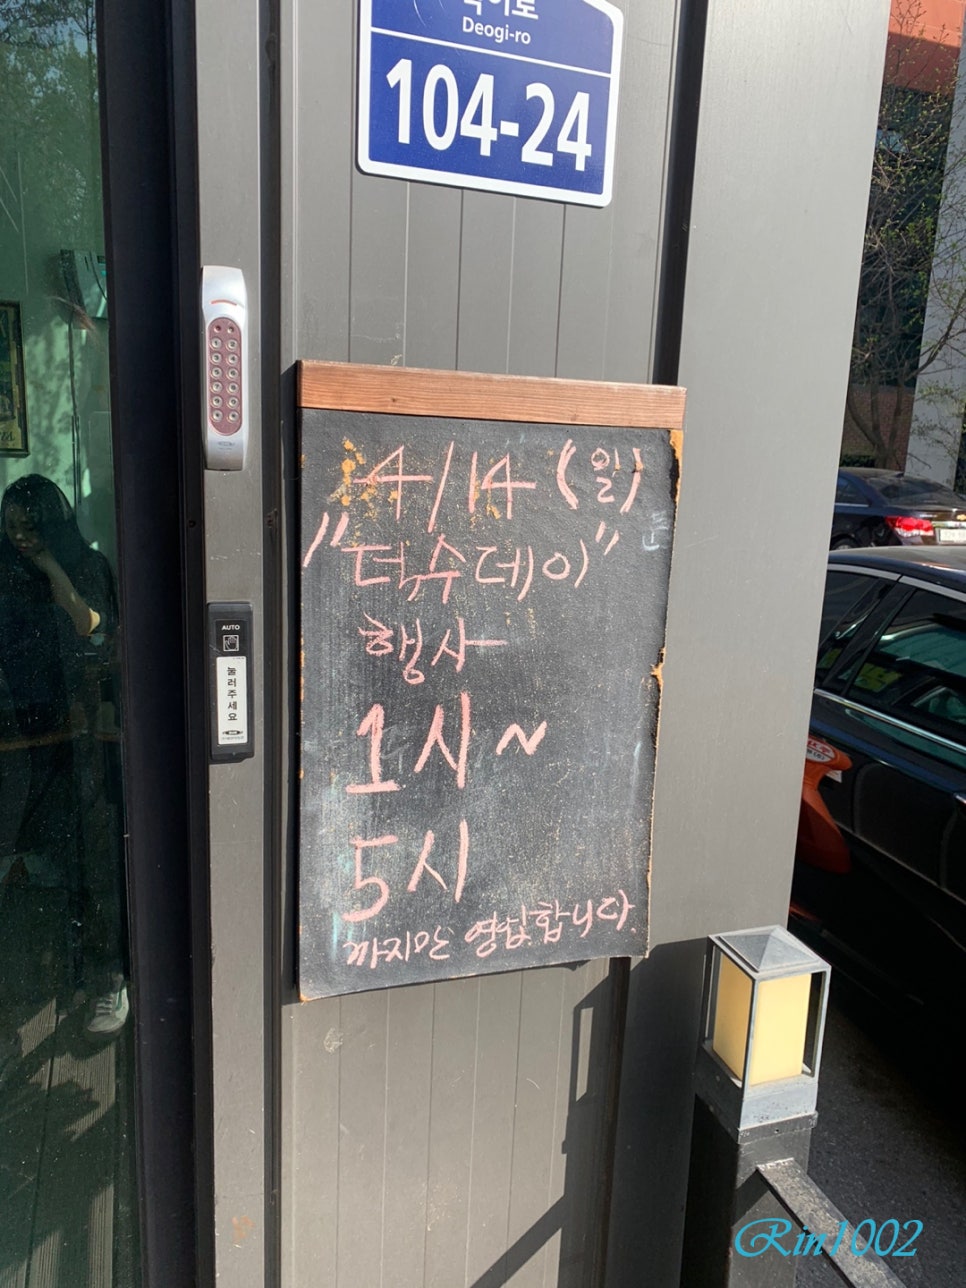 Deogi-ro
104-24
4/14 (일)
"턱수데이"
행사
1시~
5시
까지만 영업합니다.
AUTO
눌러주세요
Rin1002